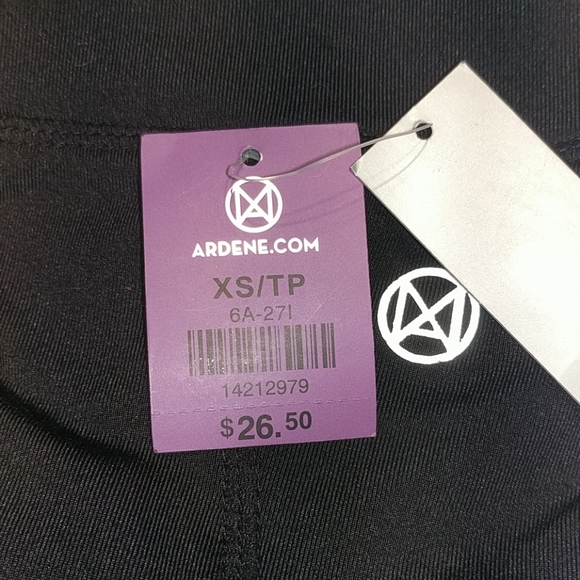 ARDENE.COM
XS/TP
6A-27I
14212979
$26.50